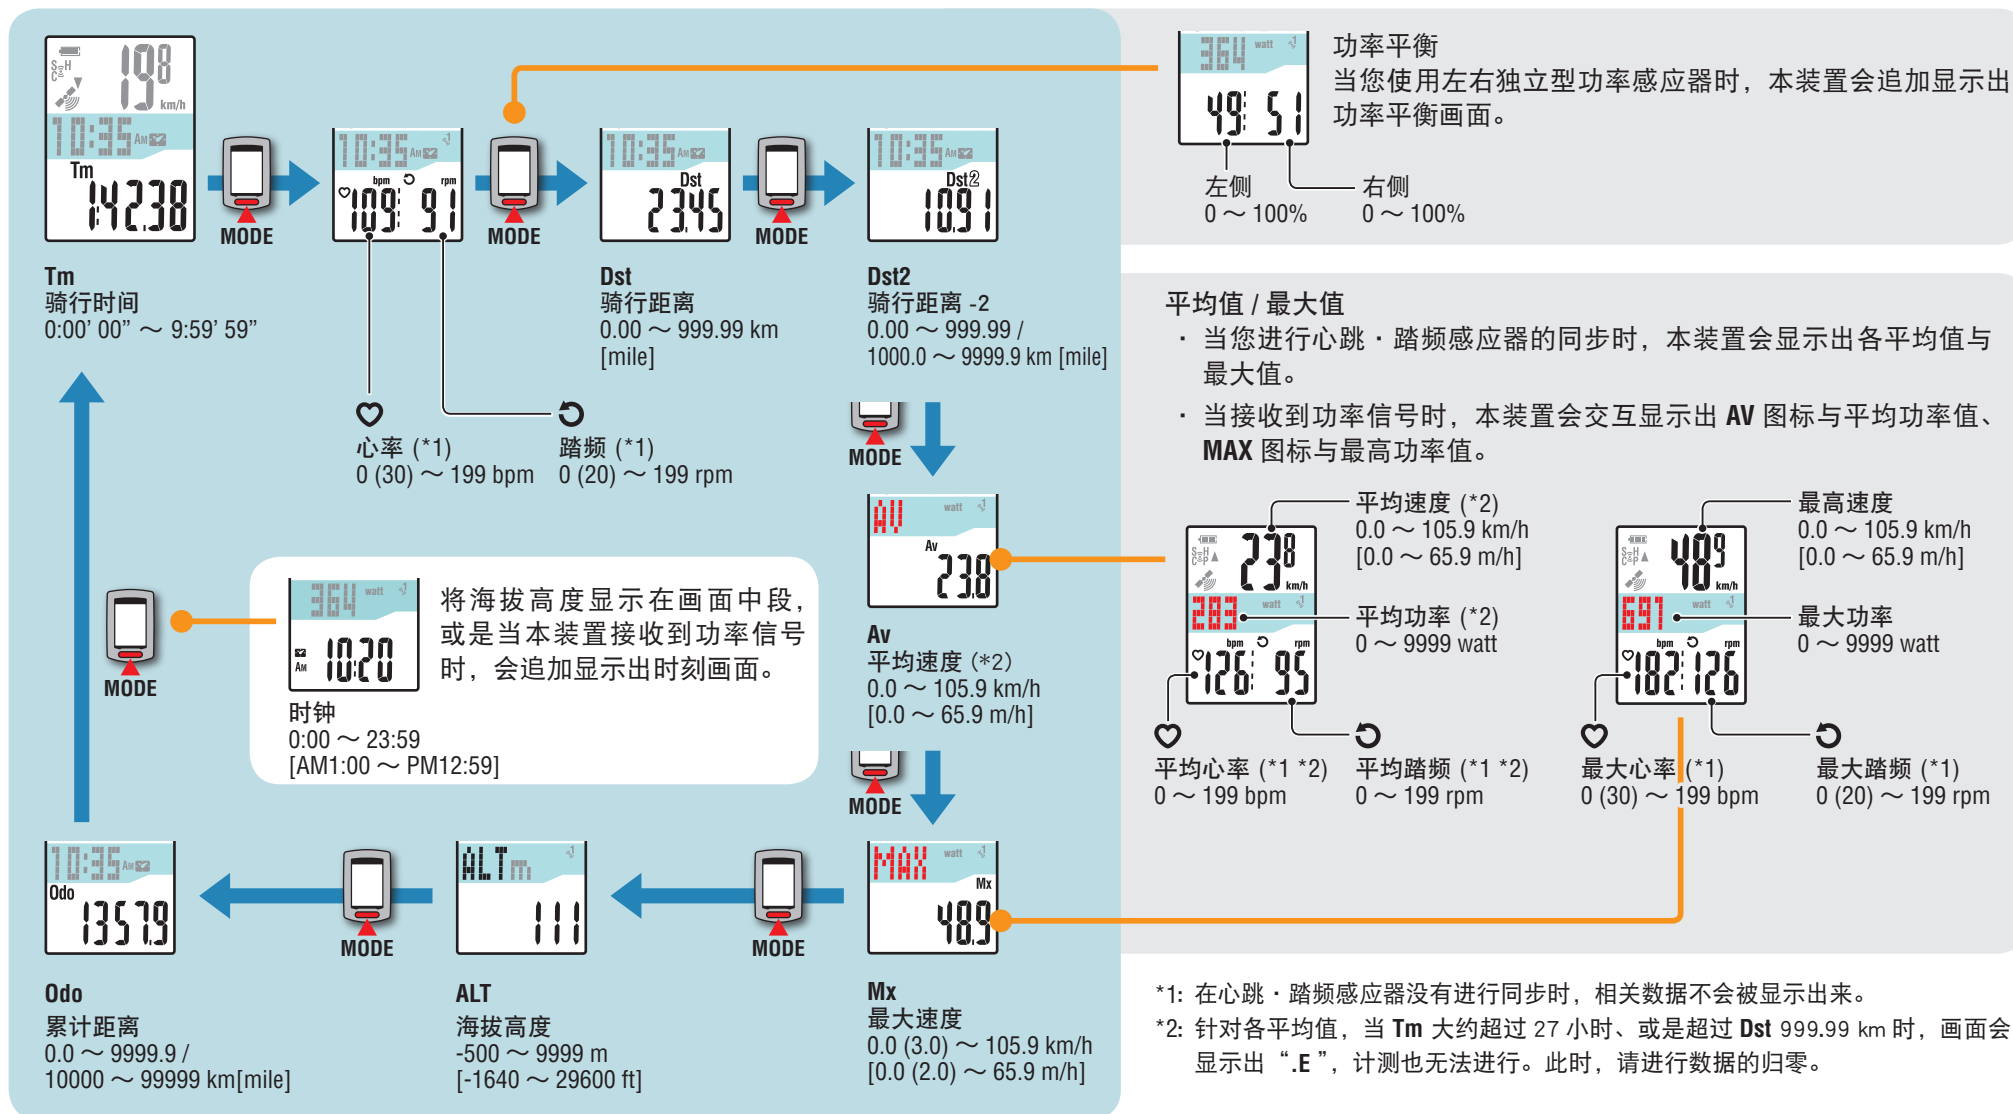 S H
C
198
km/h
10:35 AM
Tm
1:42.38
MODE
Tm
骑行时间
0:00’ 00” ～ 9:59’ 59”
10:35 AM
bpm rpm
109 91
MODE
心率 (*1)
0 (30) ～ 199 bpm
踏频 (*1)
0 (20) ～ 199 rpm
10:35 AM
Dst
23.45
MODE
Dst
骑行距离
0.00 ～ 999.99 km
[mile]
10:35 AM
Dst2
10.91
Dst2
骑行距离 -2
0.00 ～ 999.99 /
1000.0 ～ 9999.9 km [mile]
MODE
AV watt
Av
23.8
Av
平均速度 (*2)
0.0 ～ 105.9 km/h
[0.0 ～ 65.9 m/h]
MODE
MAX watt
Mx
48.9
Mx
最大速度
0.0 (3.0) ～ 105.9 km/h
[0.0 (2.0) ～ 65.9 m/h]
MODE
ALT m
111
ALT
海拔高度
-500 ～ 9999 m
[-1640 ～ 29600 ft]
MODE
10:35 AM
Odo
1357.9
Odo
累计距离
0.0 ～ 9999.9 /
10000 ～ 99999 km[mile]
MODE
364 watt
AM 10:20
将海拔高度显示在画面中段，
或是当本装置接收到功率信号
时，会追加显示出时刻画面。
时钟
0:00 ～ 23:59
[AM1:00 ～ PM12:59]
364 watt
49 51
左侧
0 ～ 100%
右侧
0 ～ 100%
功率平衡
当您使用左右独立型功率感应器时，本装置会追加显示出
功率平衡画面。
平均值 / 最大值
· 当您进行心跳・踏频感应器的同步时，本装置会显示出各平均值与
最大值。
· 当接收到功率信号时，本装置会交互显示出 AV 图标与平均功率值、
MAX 图标与最高功率值。
S H
C P
238
km/h
283 watt
bpm rpm
126 95
平均速度 (*2)
0.0 ～ 105.9 km/h
[0.0 ～ 65.9 m/h]
平均功率 (*2)
0 ～ 9999 watt
平均心率 (*1 *2)
0 ～ 199 bpm
平均踏频 (*1 *2)
0 ～ 199 rpm
S H
C P
489
km/h
691 watt
bpm rpm
182 126
最高速度
0.0 ～ 105.9 km/h
[0.0 ～ 65.9 m/h]
最大功率
0 ～ 9999 watt
最大心率 (*1)
0 (30) ～ 199 bpm
最大踏频 (*1)
0 (20) ～ 199 rpm
*1: 在心跳・踏频感应器没有进行同步时，相关数据不会被显示出来。
*2: 针对各平均值，当 Tm 大约超过 27 小时、或是超过 Dst 999.99 km 时，画面会
显示出“.E ”，计测也无法进行。此时，请进行数据的归零。